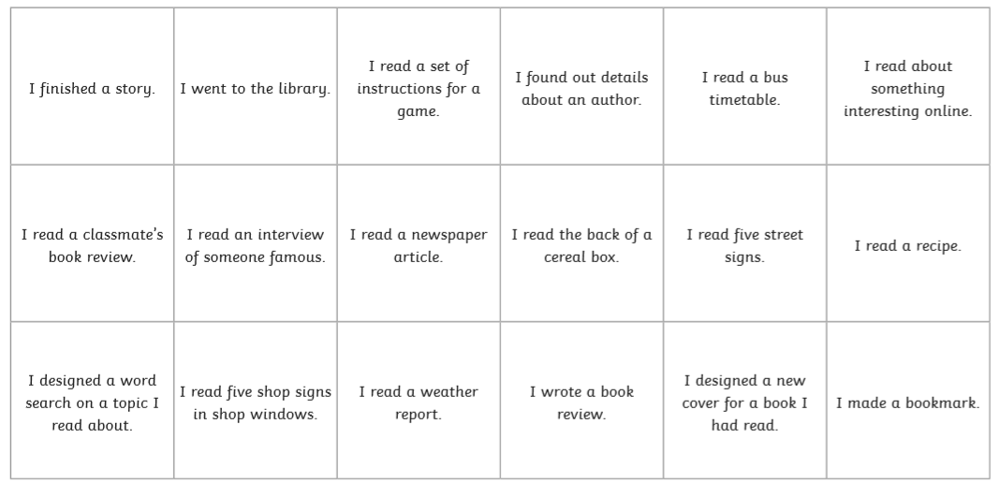 I finished a story.
I went to the library.
I read a set of
instructions for a
game.
I found out details
about an author.
I read a bus
timetable.
I read about
something
interesting online.
I read a classmate’s
book review.
I read an interview
of someone famous.
I read a newspaper
article.
I read the back of a
cereal box.
I read five street
signs.
I read a recipe.
I designed a word
search on a topic I
read about.
I read five shop signs
in shop windows.
I read a weather
report.
I wrote a book
review.
I designed a new
cover for a book I
had read.
I made a bookmark.